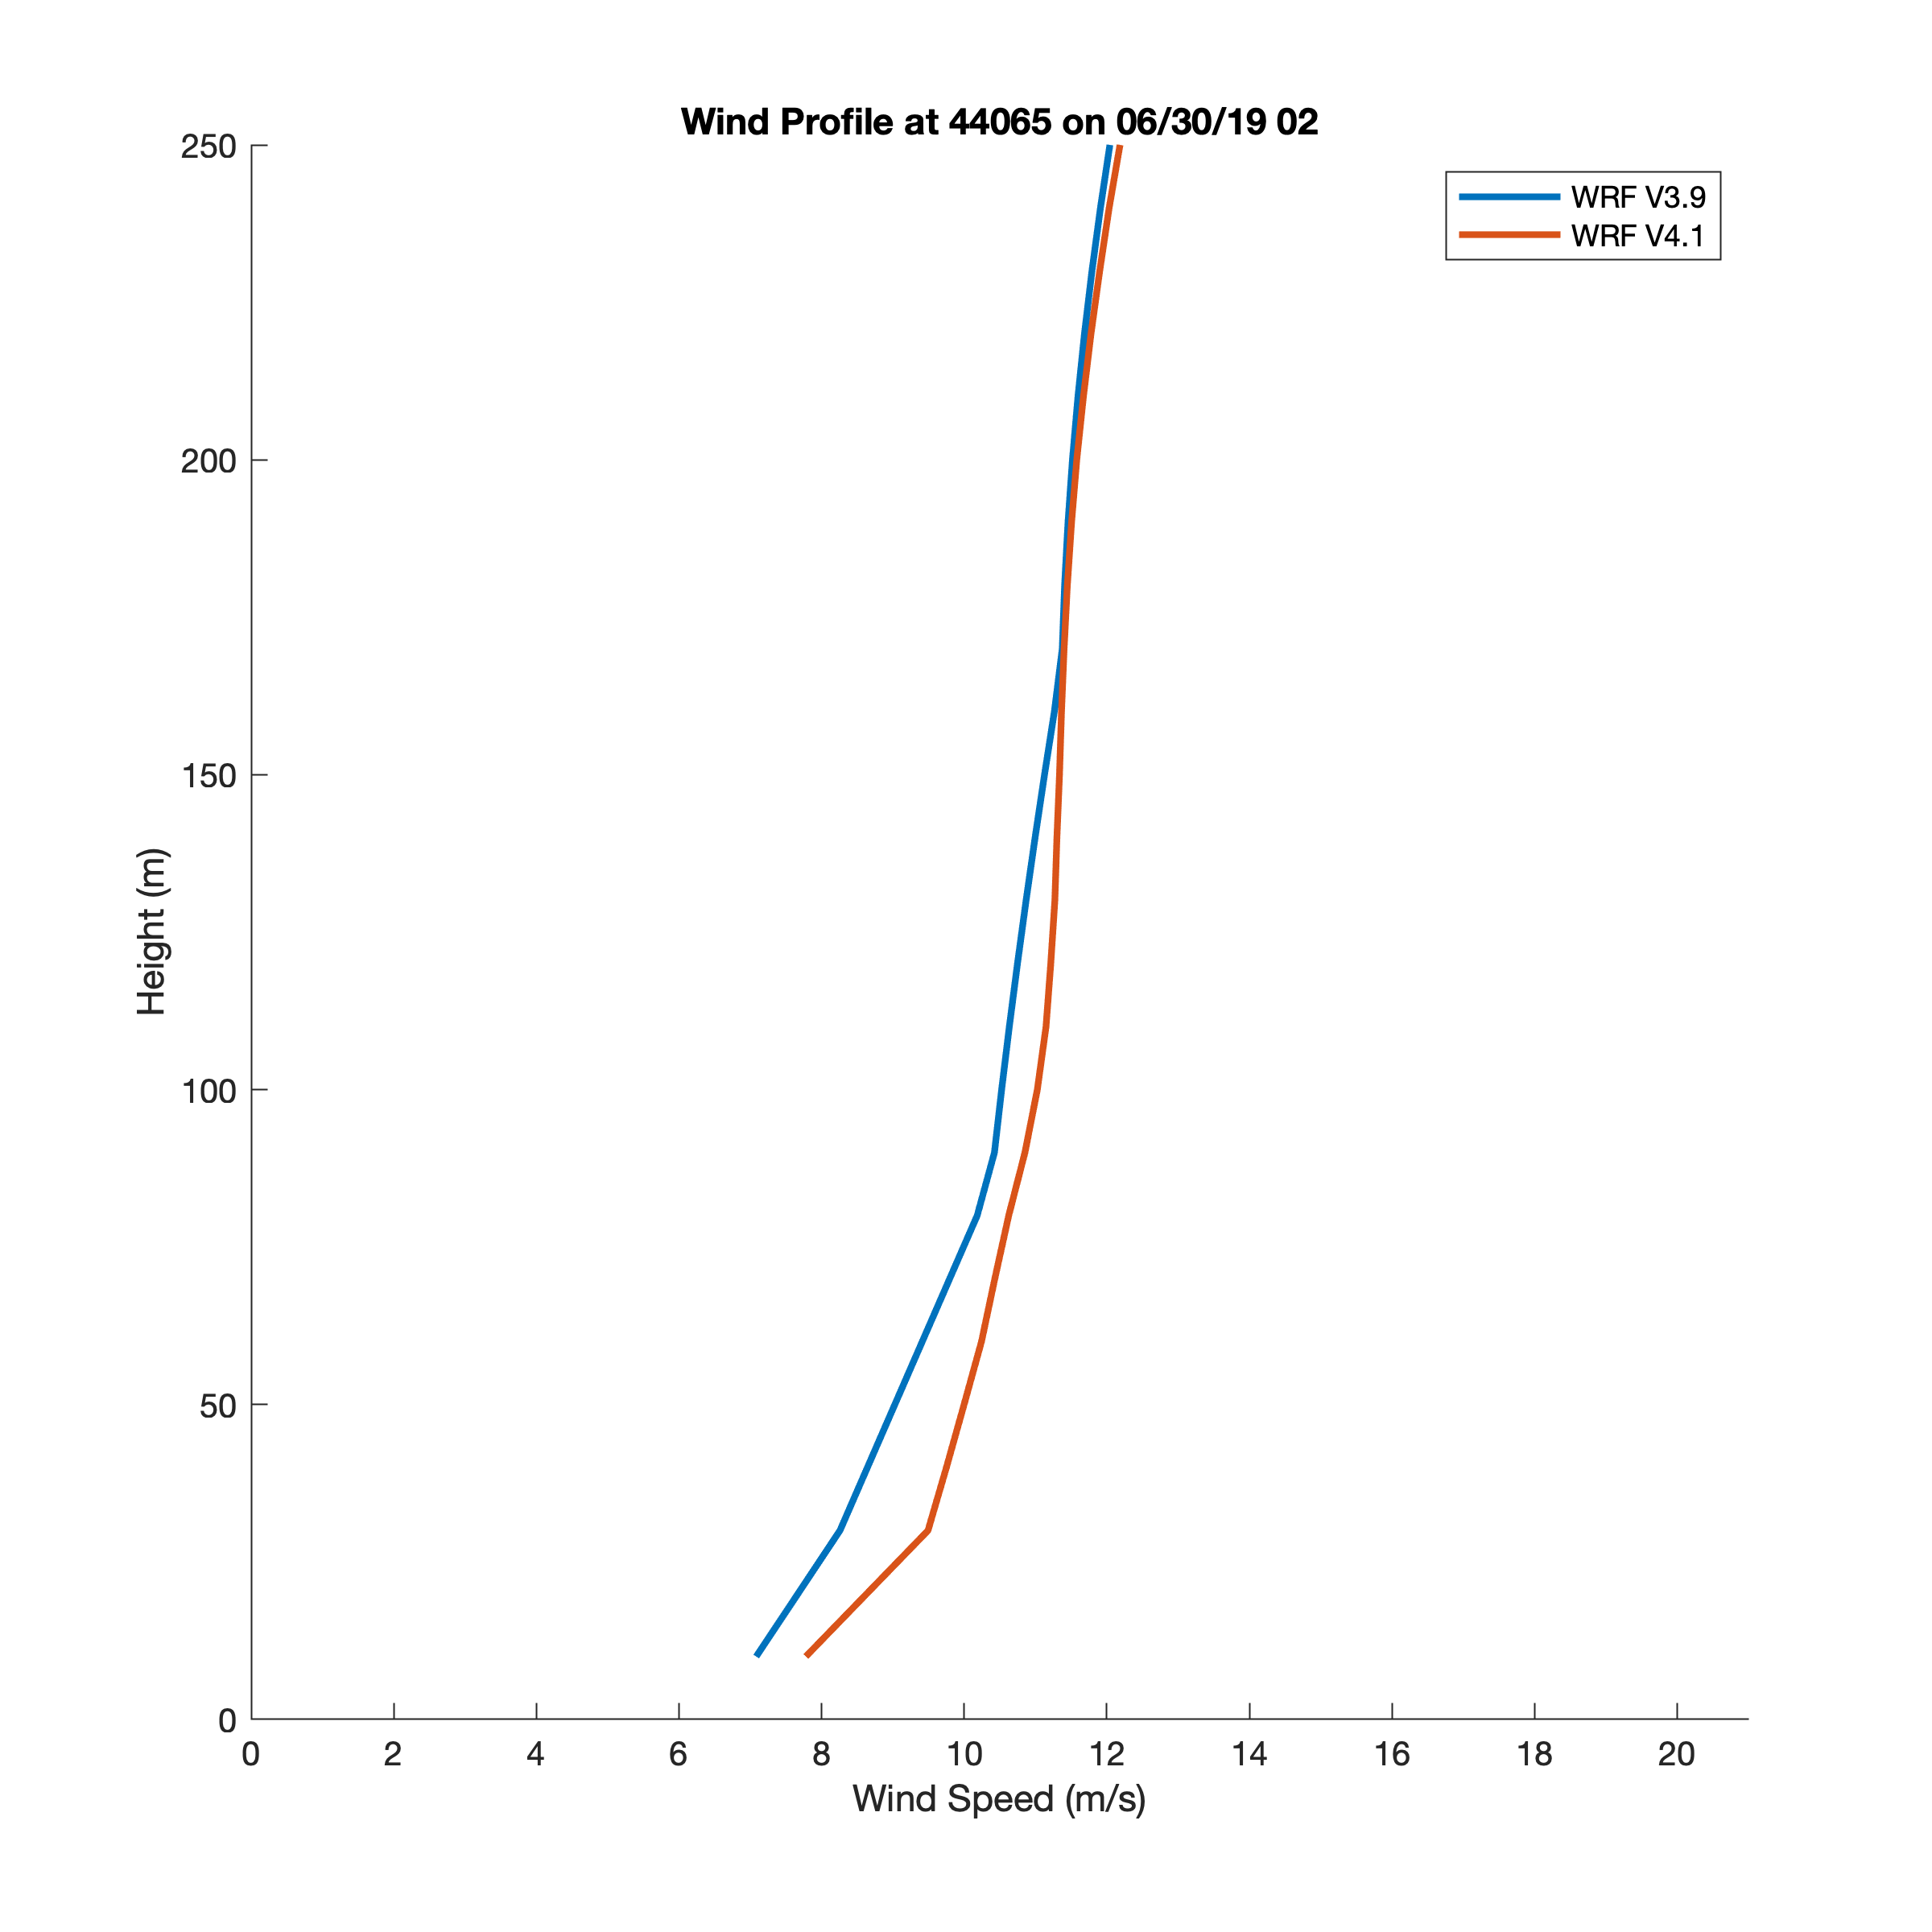 Wind Profile at 44065 on 06/30/19 02
250
200
150
100
50
0
Height (m)
WRF V3.9
WRF V4.1
0 2 4 6 8 10 12 14 16 18 20
Wind Speed (m/s)